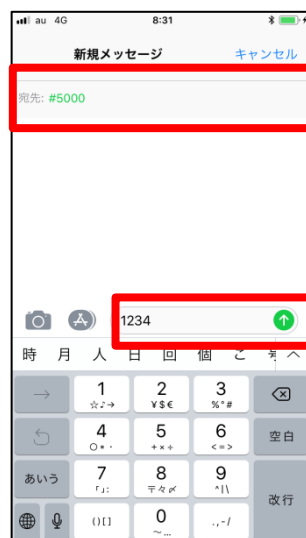 au 4G 8:31
新規メッセージ キャンセル
宛先: #5000
1234
時 月 人 日 回 個 こ 号
→ 1 2 3
☆♪→ ¥$€ %°#
4 5 6 空白
○*・ +×÷ <=>
あいう 7 8 9
「」: 〒々〆 ^|\
改行
()[] 0 .,-/
～…